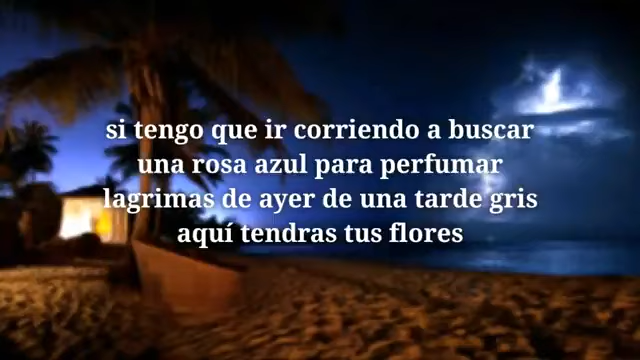 si tengo que ir corriendo a buscar
una rosa azul para perfumar
lagrimas de ayer de una tarde gris
aquí tendras tus flores